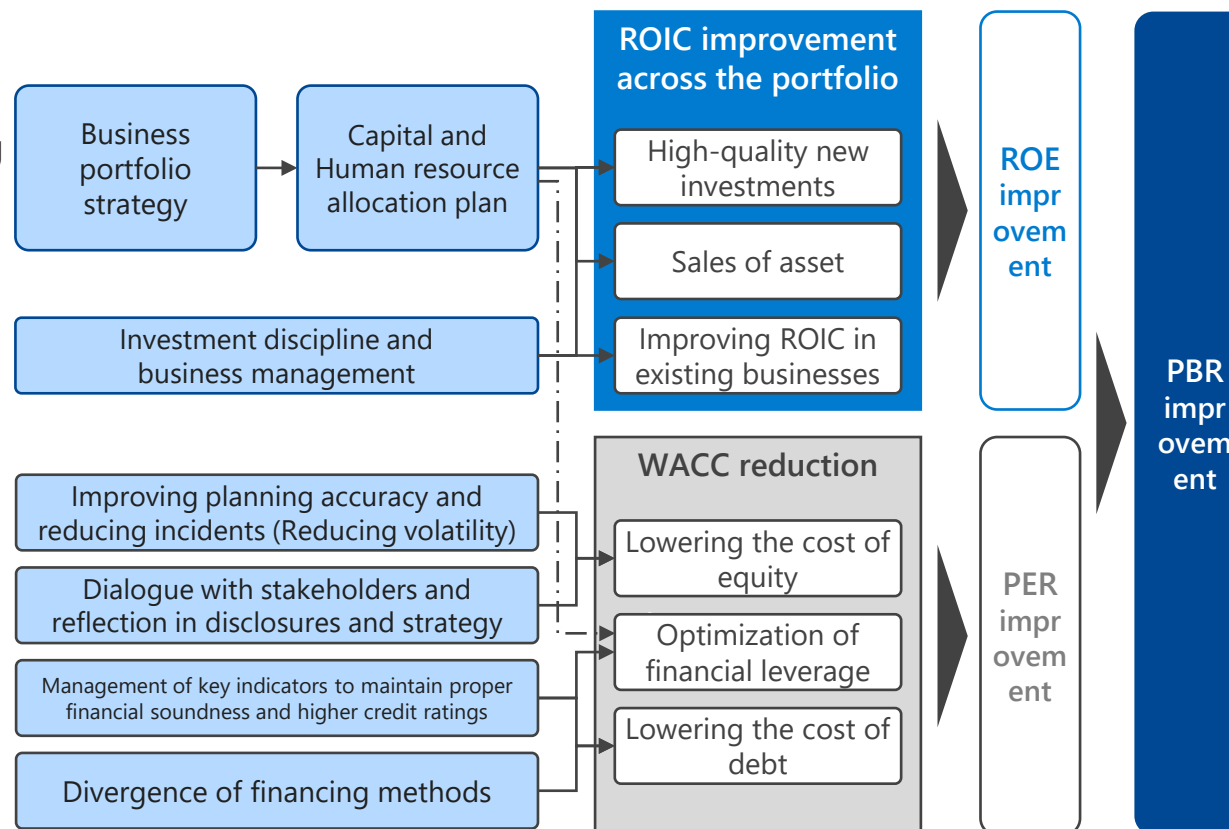 Business
portfolio
strategy
Capital and
Human resource
allocation plan
Investment discipline and
business management
Improving planning accuracy and
reducing incidents (Reducing volatility)
Dialogue with stakeholders and
reflection in disclosures and strategy
Management of key indicators to maintain proper
financial soundness and higher credit ratings
Divergence of financing methods
ROIC improvement
across the portfolio
High-quality new
investments
Sales of asset
Improving ROIC in
existing businesses
WACC reduction
Lowering the cost of
equity
Optimization of
financial leverage
Lowering the cost of
debt
ROE
impr
ovem
ent
PER
impr
ovem
ent
PBR
impr
ovem
ent